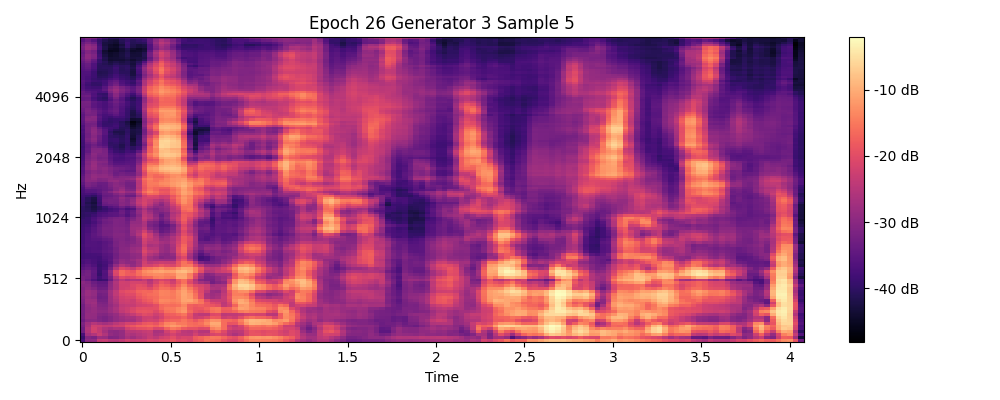 Epoch 26 Generator 3 Sample 5
4096
2048
1024
512
0
Hz
0 0.5 1 1.5 2 2.5 3 3.5 4
Time
-10 dB
-20 dB
-30 dB
-40 dB